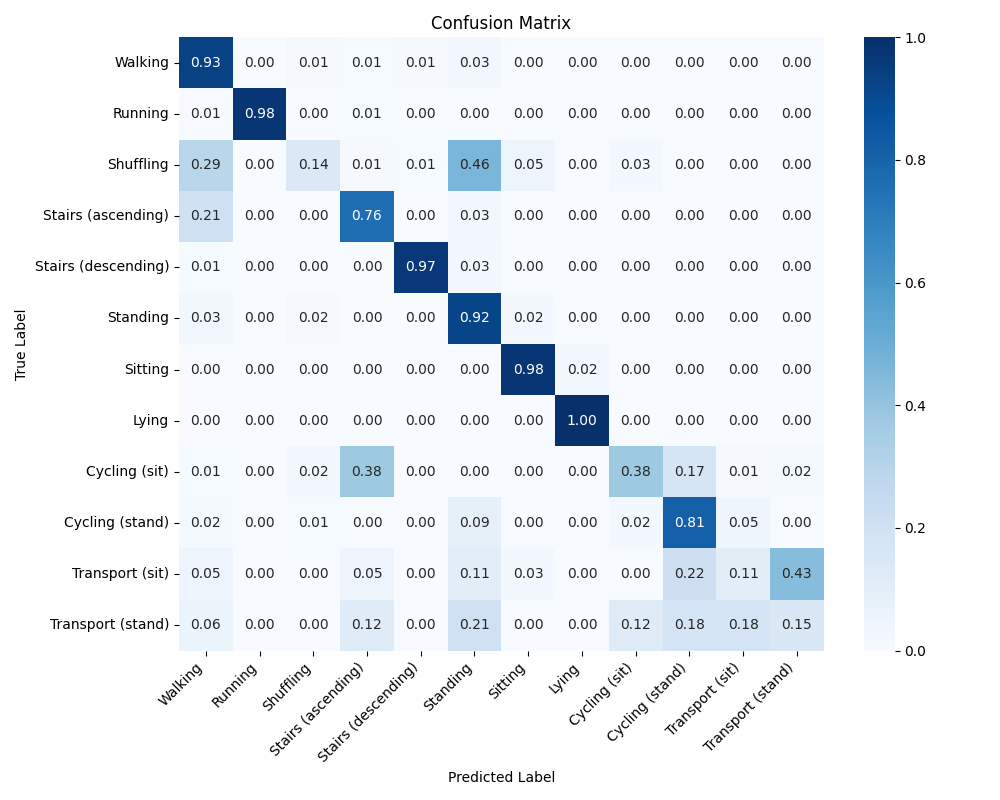 Confusion Matrix
True Label
Walking 0.93 0.00 0.01 0.01 0.01 0.03 0.00 0.00 0.00 0.00 0.00 0.00
Running 0.01 0.98 0.00 0.01 0.00 0.00 0.00 0.00 0.00 0.00 0.00 0.00
Shuffling 0.29 0.00 0.14 0.01 0.01 0.46 0.05 0.00 0.03 0.00 0.00 0.00
Stairs (ascending) 0.21 0.00 0.00 0.76 0.00 0.03 0.00 0.00 0.00 0.00 0.00 0.00
Stairs (descending) 0.01 0.00 0.00 0.00 0.97 0.03 0.00 0.00 0.00 0.00 0.00 0.00
Standing 0.03 0.00 0.02 0.00 0.00 0.92 0.02 0.00 0.00 0.00 0.00 0.00
Sitting 0.00 0.00 0.00 0.00 0.00 0.00 0.98 0.02 0.00 0.00 0.00 0.00
Lying 0.00 0.00 0.00 0.00 0.00 0.00 0.00 1.00 0.00 0.00 0.00 0.00
Cycling (sit) 0.01 0.00 0.02 0.38 0.00 0.00 0.00 0.00 0.38 0.17 0.01 0.02
Cycling (stand) 0.02 0.00 0.01 0.00 0.00 0.09 0.00 0.00 0.02 0.81 0.05 0.00
Transport (sit) 0.05 0.00 0.00 0.05 0.00 0.11 0.03 0.00 0.00 0.22 0.11 0.43
Transport (stand) 0.06 0.00 0.00 0.12 0.00 0.21 0.00 0.00 0.12 0.18 0.18 0.15
Walking
Running
Shuffling
Stairs (ascending)
Stairs (descending)
Standing
Sitting
Lying
Cycling (sit)
Cycling (stand)
Transport (sit)
Transport (stand)
Predicted Label
1.0
0.8
0.6
0.4
0.2
0.0